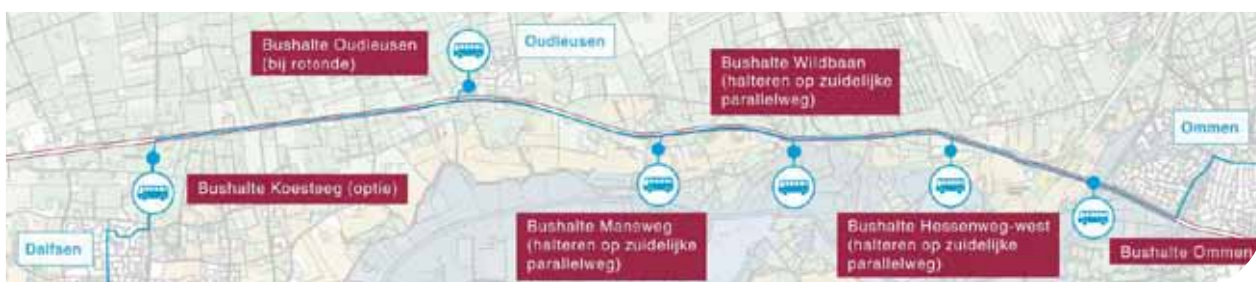 Bushalte Oudleusen
(bij rotonde)
Oudleusen
Bushalte Wildbaan
(halteren op zuidelijke
parallelweg)
Ommen
Bushalte Koesteeg (optie)
Dalfsen
Bushalte Maneweg
(halteren op zuidelijke
parallelweg)
Bushalte Hessenweg-west
(halteren op zuidelijke
parallelweg)
Bushalte Ommen